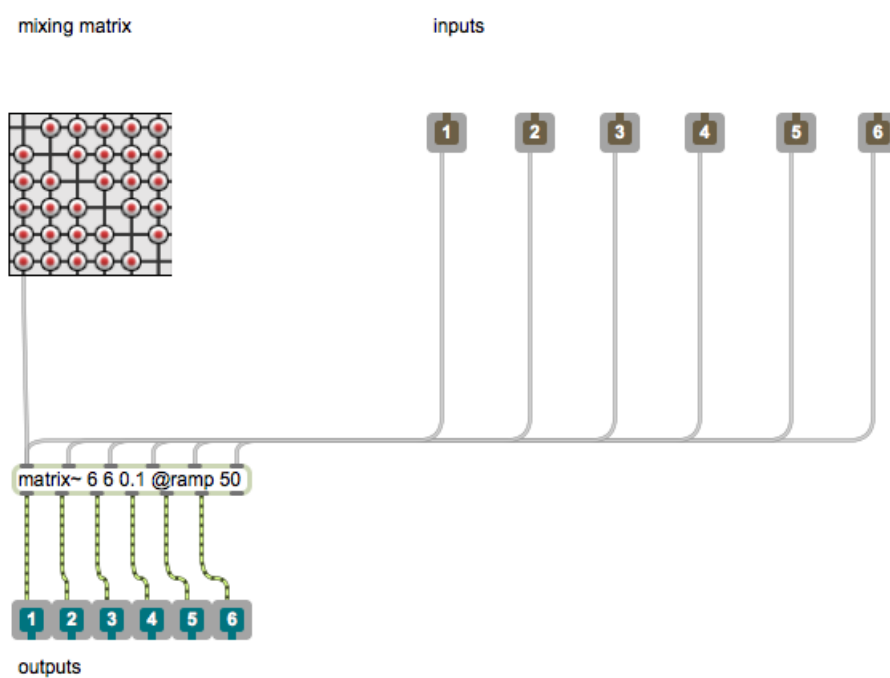 mixing matrix
inputs
1 2 3 4 5 6
matrix~ 6 6 0.1 @ramp 50
1 2 3 4 5 6
outputs